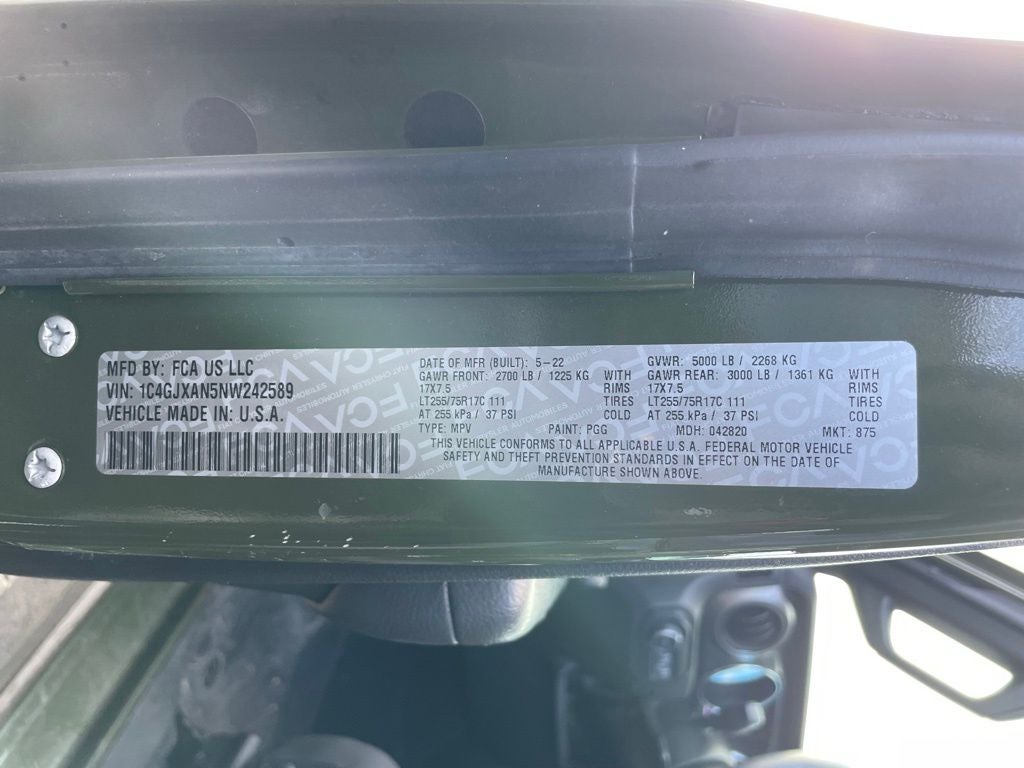 MFD BY: FCA US LLC
VIN: 1C4GJXAN5NW242589
VEHICLE MADE IN: U.S.A.
DATE OF MFR (BUILT): 5-22
GAWR FRONT: 2700 LB / 1225 KG WITH
17X7.5 RIMS
LT255/75R17C 111 TIRES
AT 255 kPa / 37 PSI COLD
TYPE: MPV PAINT: PGG
GVWR: 5000 LB / 2268 KG
GAWR REAR: 3000 LB / 1361 KG WITH
17X7.5 RIMS
LT255/75R17C 111 TIRES
AT 255 kPa / 37 PSI COLD
MDH: 042820 MKT: 875
THIS VEHICLE CONFORMS TO ALL APPLICABLE U.S.A. FEDERAL MOTOR VEHICLE
SAFETY AND THEFT PREVENTION STANDARDS IN EFFECT ON THE DATE OF
MANUFACTURE SHOWN ABOVE.